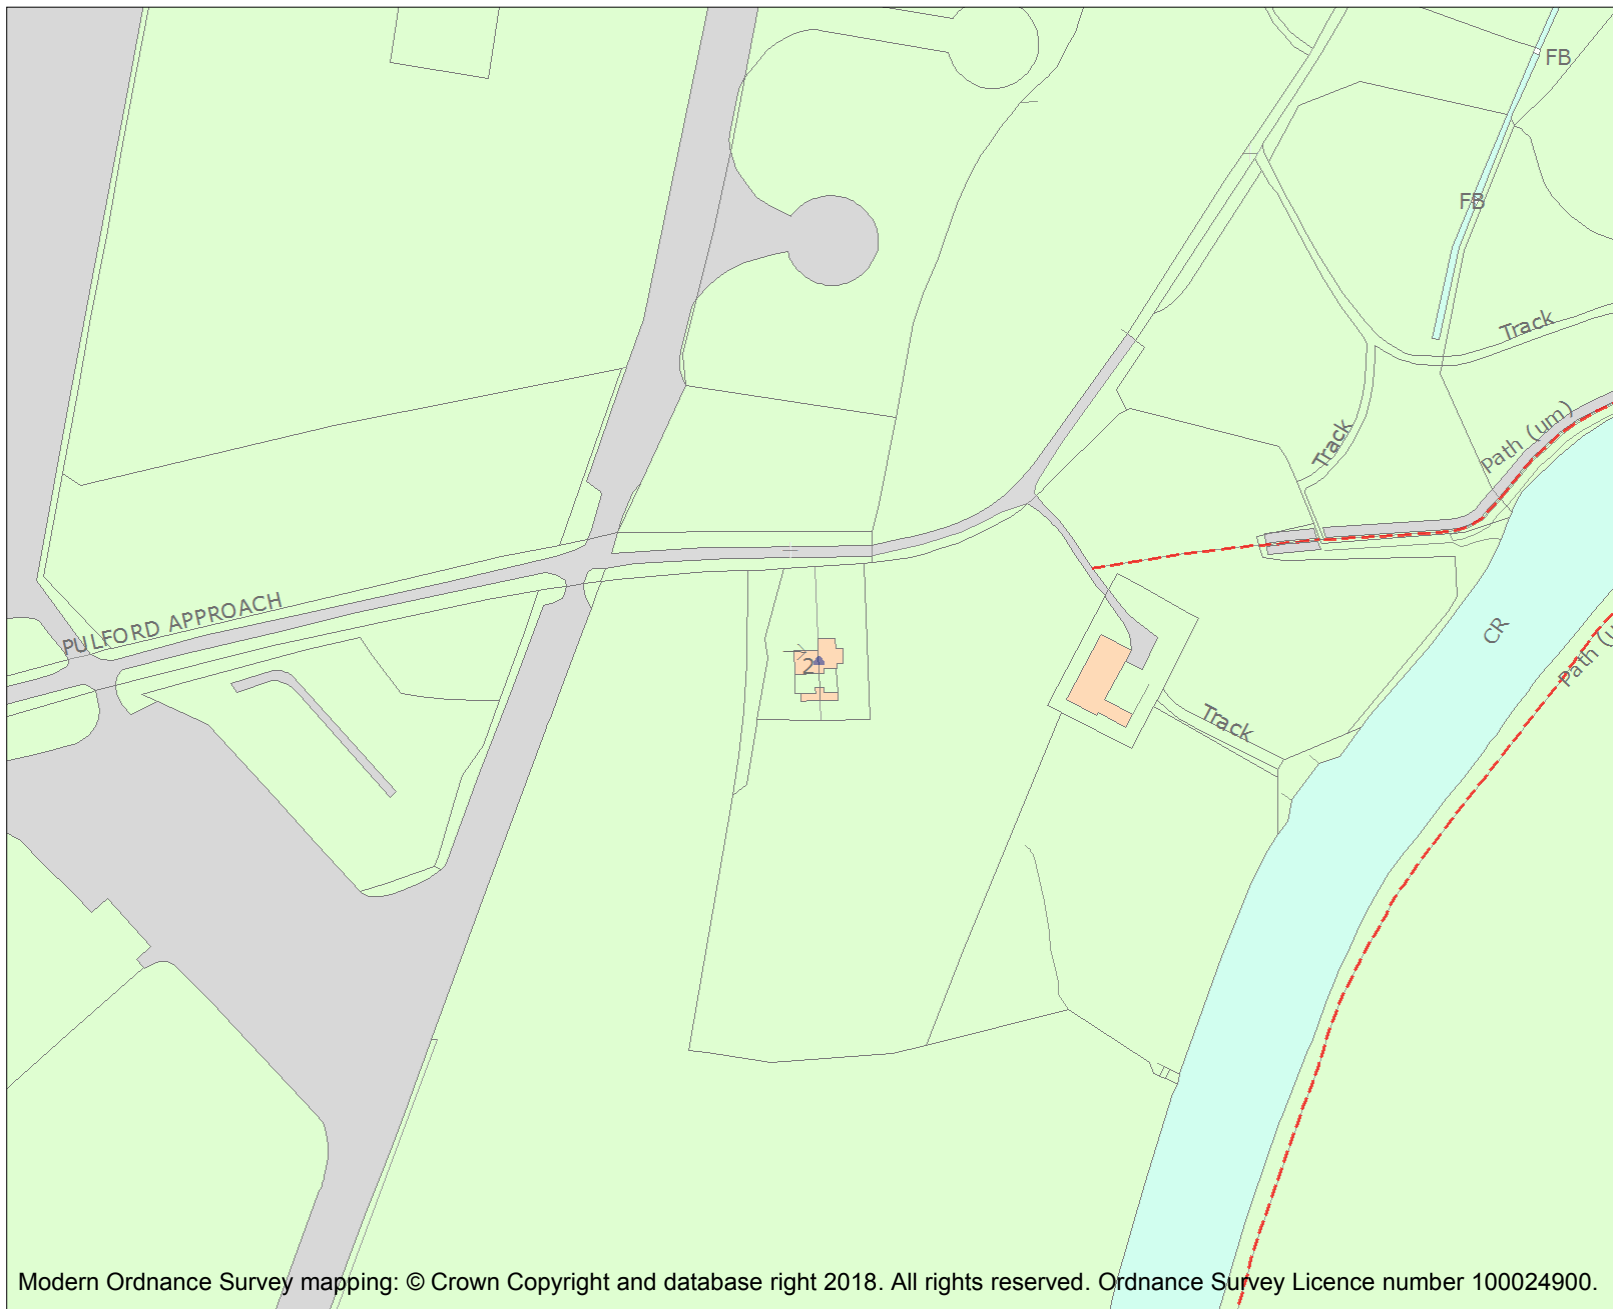 FB
FB
Track
Path (um)
Track
PULFORD APPROACH
CR
Path (u
2
Track
Modern Ordnance Survey mapping: © Crown Copyright and database right 2018. All rights reserved. Ordnance Survey Licence number 100024900.